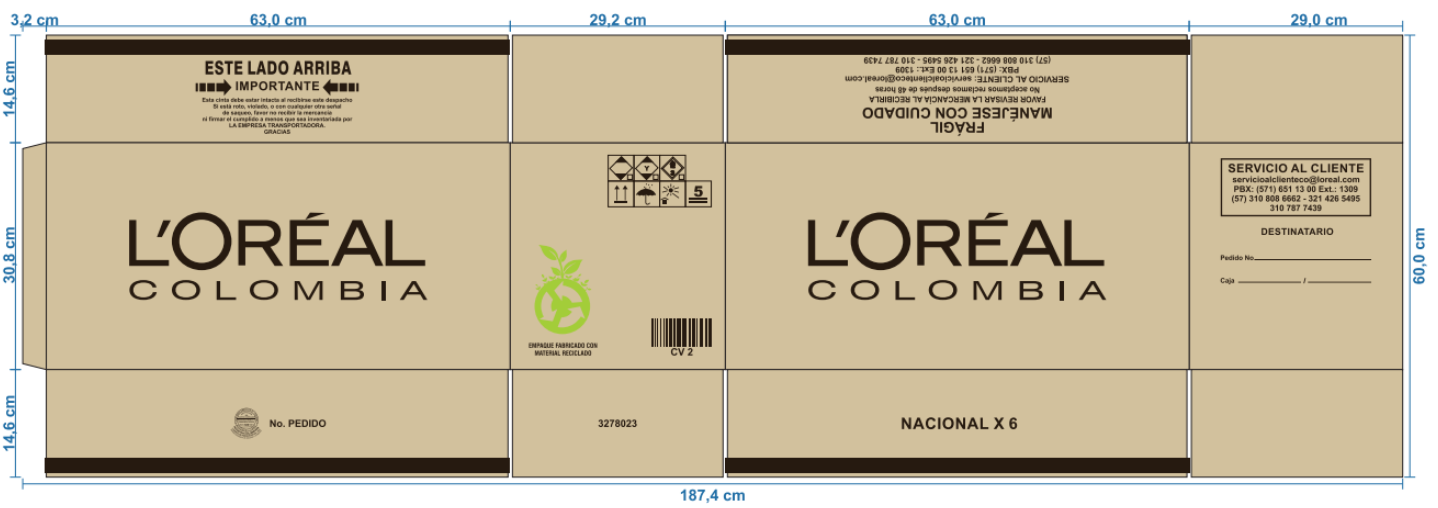 3,2 cm
63,0 cm
29,2 cm
63,0 cm
29,0 cm
14,6 cm
30,8 cm
14,6 cm
60,0 cm
187,4 cm
ESTE LADO ARRIBA
IMPORTANTE
Esta cinta debe estar intacta al recibirse este despacho
Si está roto, violado, o con cualquier otra señal
de saqueo, favor no recibir la mercancía
ni firmar el cumplido a menos que sea inventariada por
LA EMPRESA TRANSPORTADORA.
GRACIAS
FRÁGIL
MANÉJESE CON CUIDADO
FAVOR REVISAR LA MERCANCÍA AL RECIBIRLA
No aceptamos reclamos después de 48 horas
SERVICIO AL CLIENTE: servicioalclienteco@loreal.com
PBX: (571) 651 13 00 Ext.: 1309
(57) 310 808 6662 - 321 426 5495 - 310 787 7439
L'ORÉAL
COLOMBIA
Y
5
EMPAQUE FABRICADO CON
MATERIAL RECICLADO
CV 2
L'ORÉAL
COLOMBIA
SERVICIO AL CLIENTE
servicioalclienteco@loreal.com
PBX: (571) 651 13 00 Ext.: 1309
(57) 310 808 6662 - 321 426 5495
310 787 7439
DESTINATARIO
Pedido No.
Caja /
No. PEDIDO
3278023
NACIONAL X 6